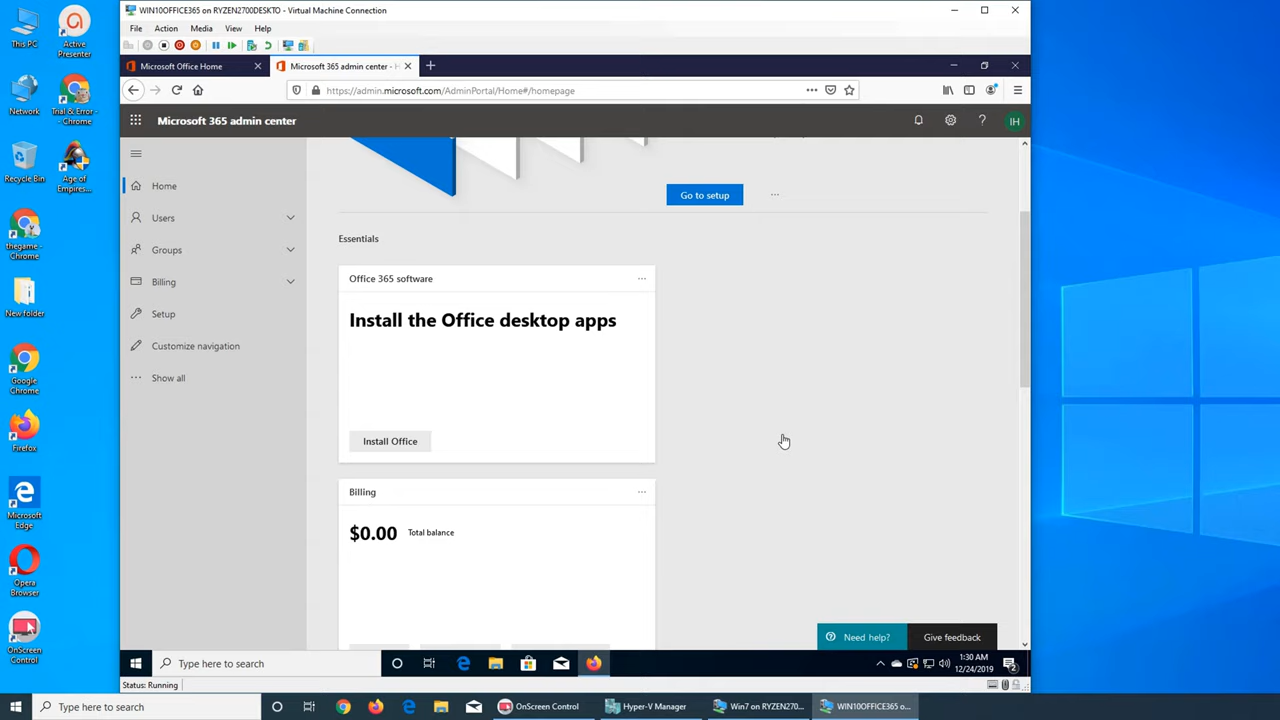 WIN10OFFICE365 on RYZEN2700DESKTO - Virtual Machine Connection
File Action Media View Help
Microsoft Office Home
Microsoft 365 admin center - H
https://admin.microsoft.com/AdminPortal/Home#/homepage
Microsoft 365 admin center
IH
Home
Users
Groups
Billing
Setup
Customize navigation
Show all
Go to setup
Essentials
Office 365 software
Install the Office desktop apps
Install Office
Billing
$0.00 Total balance
Need help?
Give feedback
Type here to search
1:30 AM
12/24/2019
2
Status: Running
This PC
Active
Presenter
Network
Trial & Error -
Chrome
Recycle Bin
Age of
Empires...
thegame -
Chrome
New folder
Google
Chrome
Firefox
Microsoft
Edge
Opera
Browser
OnScreen
Control
Type here to search
OnScreen Control
Hyper-V Manager
Win7 on RYZEN270...
WIN10OFFICE365 o...